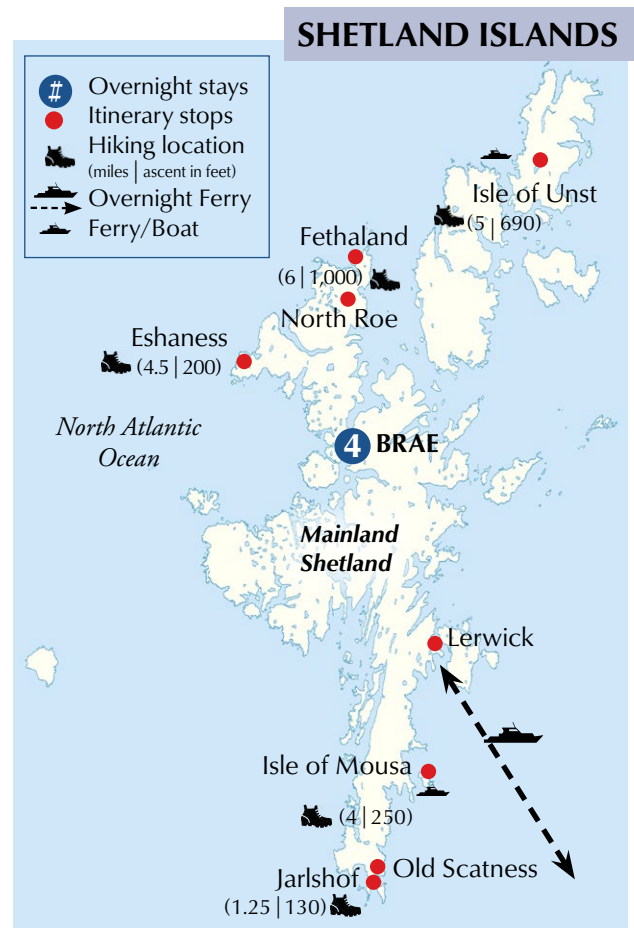 SHETLAND ISLANDS
# Overnight stays
Itinerary stops
Hiking location
(miles | ascent in feet)
Overnight Ferry
Ferry/Boat
Isle of Unst
(5 | 690)
Fethaland
(6 | 1,000)
North Roe
Eshaness
(4.5 | 200)
North Atlantic
Ocean
4 BRAE
Mainland
Shetland
Lerwick
Isle of Mousa
(4 | 250)
Old Scatness
Jarlshof
(1.25 | 130)